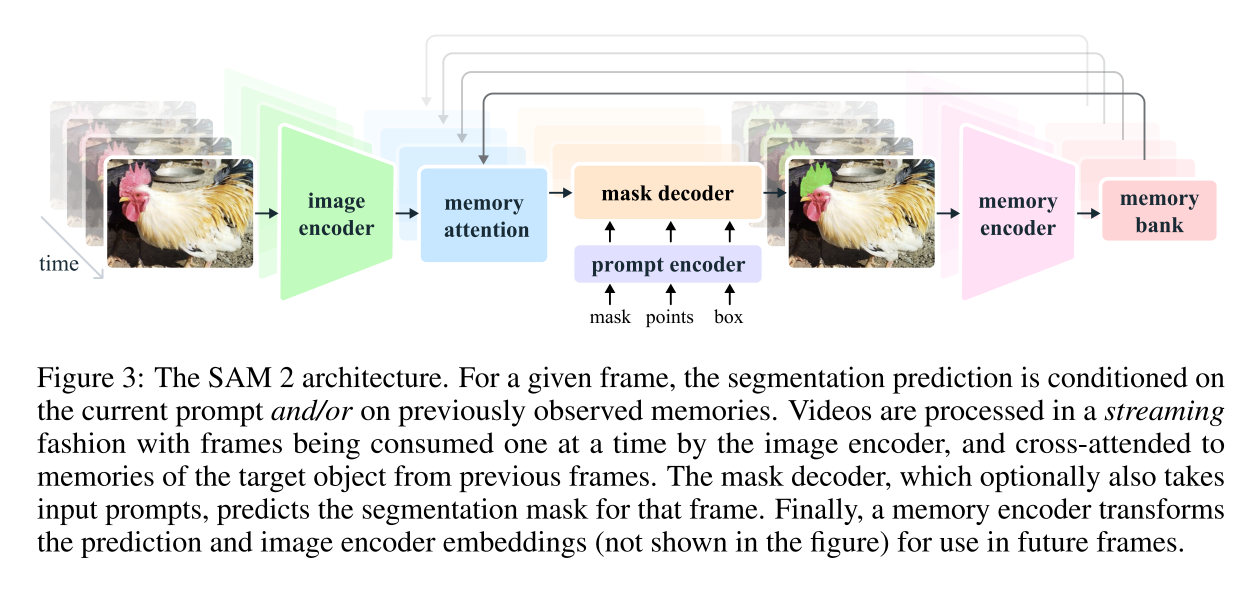 time
image
encoder
memory
attention
mask decoder
prompt encoder
mask points box
memory
encoder
memory
bank
Figure 3: The SAM 2 architecture. For a given frame, the segmentation prediction is conditioned on
the current prompt and/or on previously observed memories. Videos are processed in a streaming
fashion with frames being consumed one at a time by the image encoder, and cross-attended to
memories of the target object from previous frames. The mask decoder, which optionally also takes
input prompts, predicts the segmentation mask for that frame. Finally, a memory encoder transforms
the prediction and image encoder embeddings (not shown in the figure) for use in future frames.